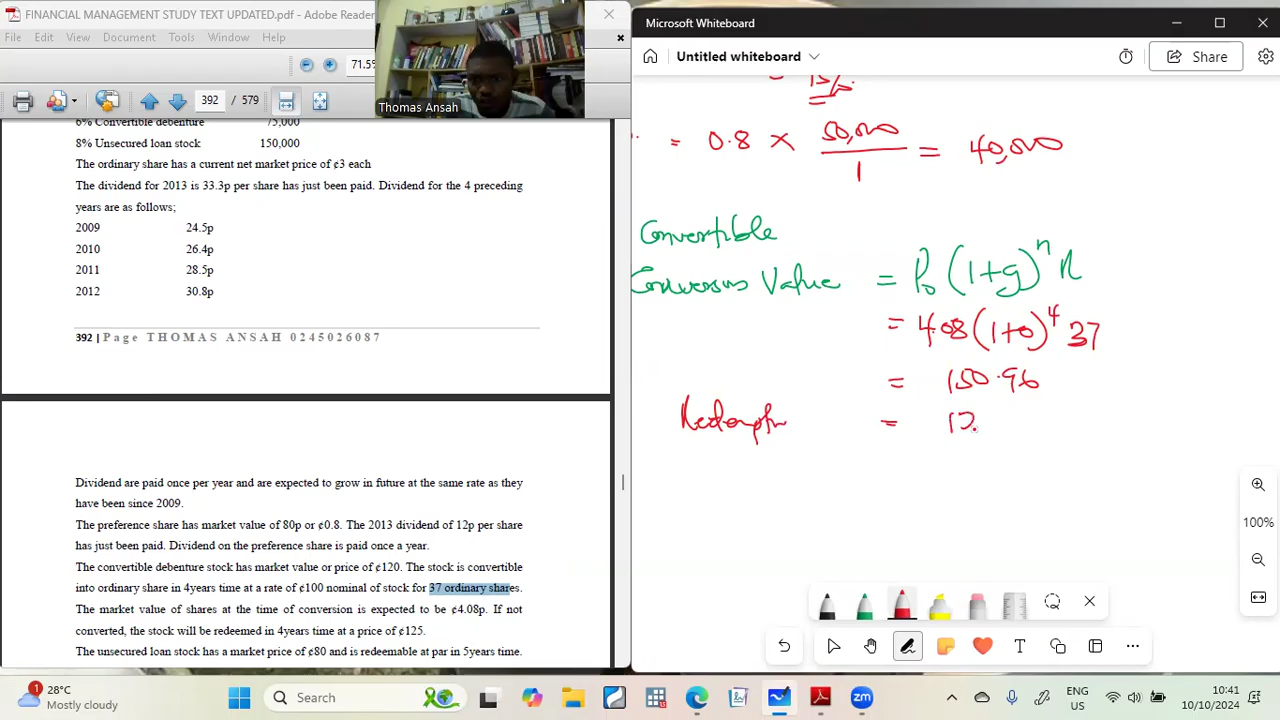 FINANCIAL MANAGEMENT STUDY TEXT UPDATED.pdf - Adobe Reader
File Edit View Document Tools Window Help
392 / 579
71.5%
Thomas Ansah
6% Convertible debenture 75,000
8% Unsecured loan stock 150,000
The ordinary share has a current net market price of ¢3 each
The dividend for 2013 is 33.3p per share has just been paid. Dividend for the 4 preceding
years are as follows;
2009 24.5p
2010 26.4p
2011 28.5p
2012 30.8p
392 | Page THOMAS ANSAH 0245026087
Dividend are paid once per year and are expected to grow in future at the same rate as they
have been since 2009.
The preference share has market value of 80p or ¢0.8. The 2013 dividend of 12p per share
has just been paid. Dividend on the preference share is paid once a year.
The convertible debenture stock has market value or price of ¢120. The stock is convertible
into ordinary share in 4years time at a rate of ¢100 nominal of stock for 37 ordinary shares.
The market value of shares at the time of conversion is expected to be ¢4.08p. If not
converted, the stock will be redeemed in 4years time at a price of ¢125.
The unsecured loan stock has a market price of ¢80 and is redeemable at par in 5years time.
Microsoft Whiteboard
Untitled whiteboard
Share
= 15%
= 0.8 × 50,000 / 1 = 40,000
Convertible
Conversion Value = P₀ (1+g)ⁿ R
= 4.08 (1+0)⁴ 37
= 150.96
Redemption = 12
100%
28°C
Mostly cloudy
Search
ENG
US
10:41
10/10/2024